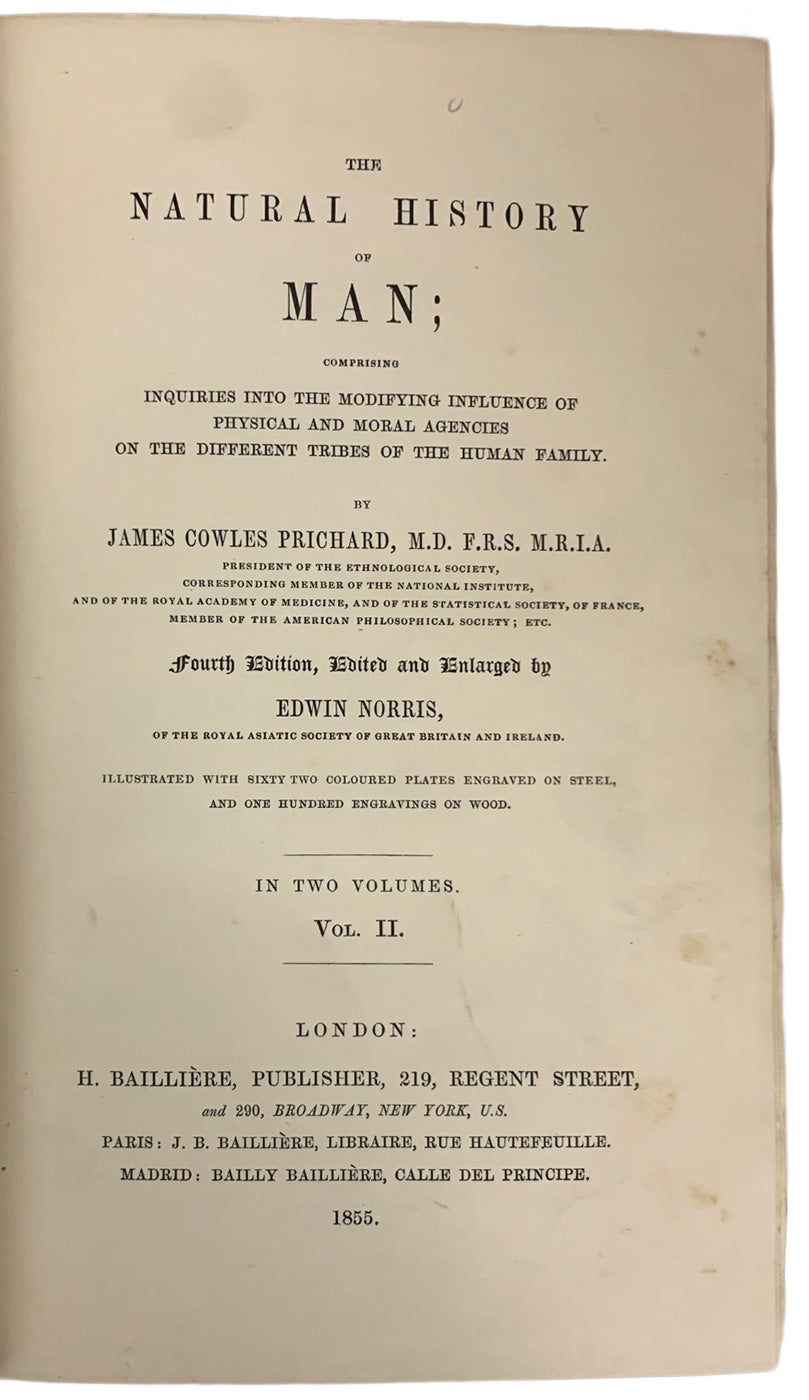 THE
NATURAL HISTORY
OF
MAN;
COMPRISING
INQUIRIES INTO THE MODIFYING INFLUENCE OF
PHYSICAL AND MORAL AGENCIES
ON THE DIFFERENT TRIBES OF THE HUMAN FAMILY.
BY
JAMES COWLES PRICHARD, M.D. F.R.S. M.R.I.A.
PRESIDENT OF THE ETHNOLOGICAL SOCIETY,
CORRESPONDING MEMBER OF THE NATIONAL INSTITUTE,
AND OF THE ROYAL ACADEMY OF MEDICINE, AND OF THE STATISTICAL SOCIETY, OF FRANCE,
MEMBER OF THE AMERICAN PHILOSOPHICAL SOCIETY; ETC.
Fourth Edition, Edited and Enlarged by
EDWIN NORRIS,
OF THE ROYAL ASIATIC SOCIETY OF GREAT BRITAIN AND IRELAND.
ILLUSTRATED WITH SIXTY TWO COLOURED PLATES ENGRAVED ON STEEL,
AND ONE HUNDRED ENGRAVINGS ON WOOD.
IN TWO VOLUMES.
VOL. II.
LONDON:
H. BAILLIÈRE, PUBLISHER, 219, REGENT STREET,
and 290, BROADWAY, NEW YORK, U.S.
PARIS: J. B. BAILLIÈRE, LIBRAIRE, RUE HAUTEFEUILLE.
MADRID: BAILLY BAILLIÈRE, CALLE DEL PRINCIPE.
1855.